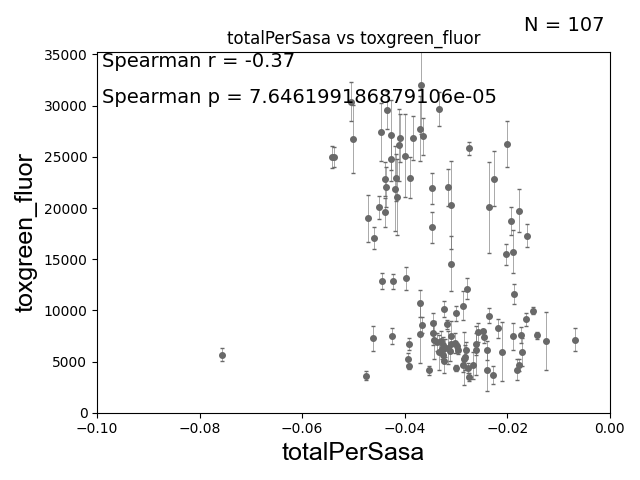 N = 107
totalPerSasa vs toxgreen_fluor
Spearman r = -0.37
Spearman p = 7.646199186879106e-05
35000
30000
25000
20000
15000
10000
5000
0
toxgreen_fluor
−0.10 −0.08 −0.06 −0.04 −0.02 0.00
totalPerSasa